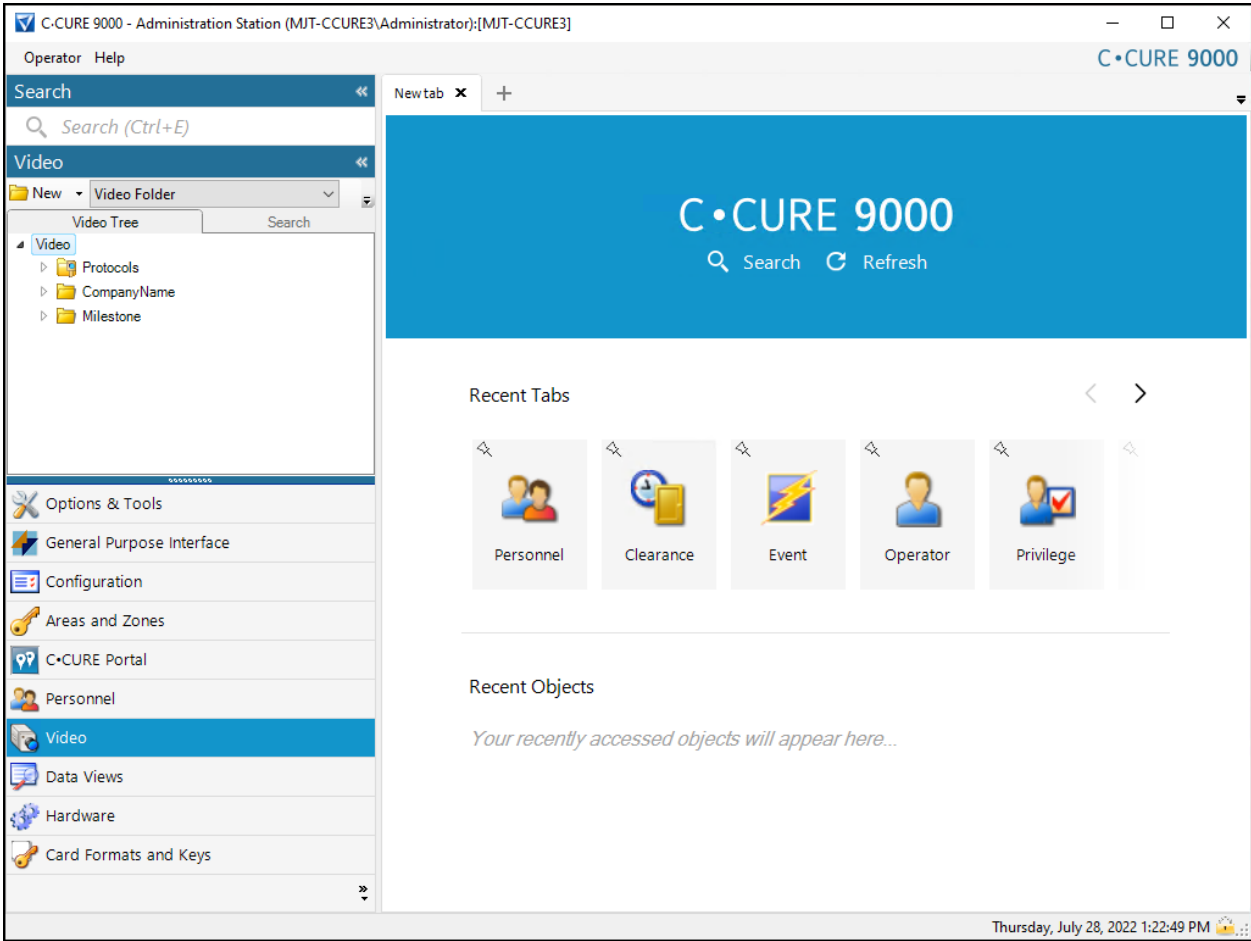 C•CURE 9000 - Administration Station (MJT-CCURE3\Administrator):[MJT-CCURE3]
Operator Help
C•CURE 9000
Search
Search (Ctrl+E)
Video
New Video Folder
Video Tree Search
Video
Protocols
CompanyName
Milestone
Options & Tools
General Purpose Interface
Configuration
Areas and Zones
C•CURE Portal
Personnel
Video
Data Views
Hardware
Card Formats and Keys
New tab
C•CURE 9000
Search Refresh
Recent Tabs
Personnel Clearance Event Operator Privilege
Recent Objects
Your recently accessed objects will appear here...
Thursday, July 28, 2022 1:22:49 PM